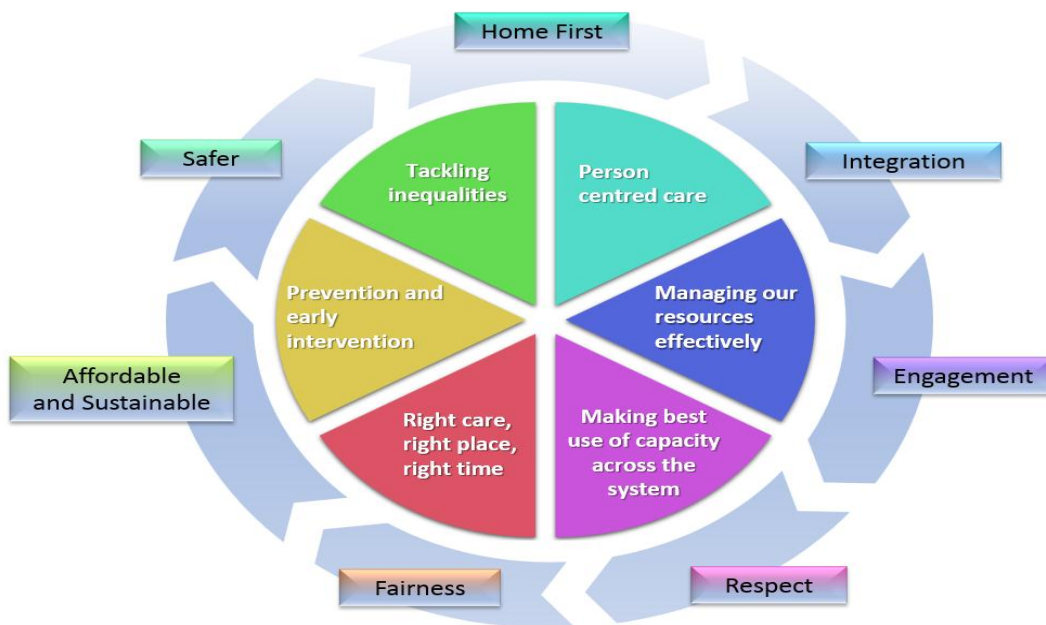 Home First
Safer
Integration
Tackling
inequalities
Person
centred care
Prevention and
early
intervention
Managing our
resources
effectively
Affordable
and Sustainable
Engagement
Right care,
right place,
right time
Making best
use of capacity
across the
system
Fairness
Respect